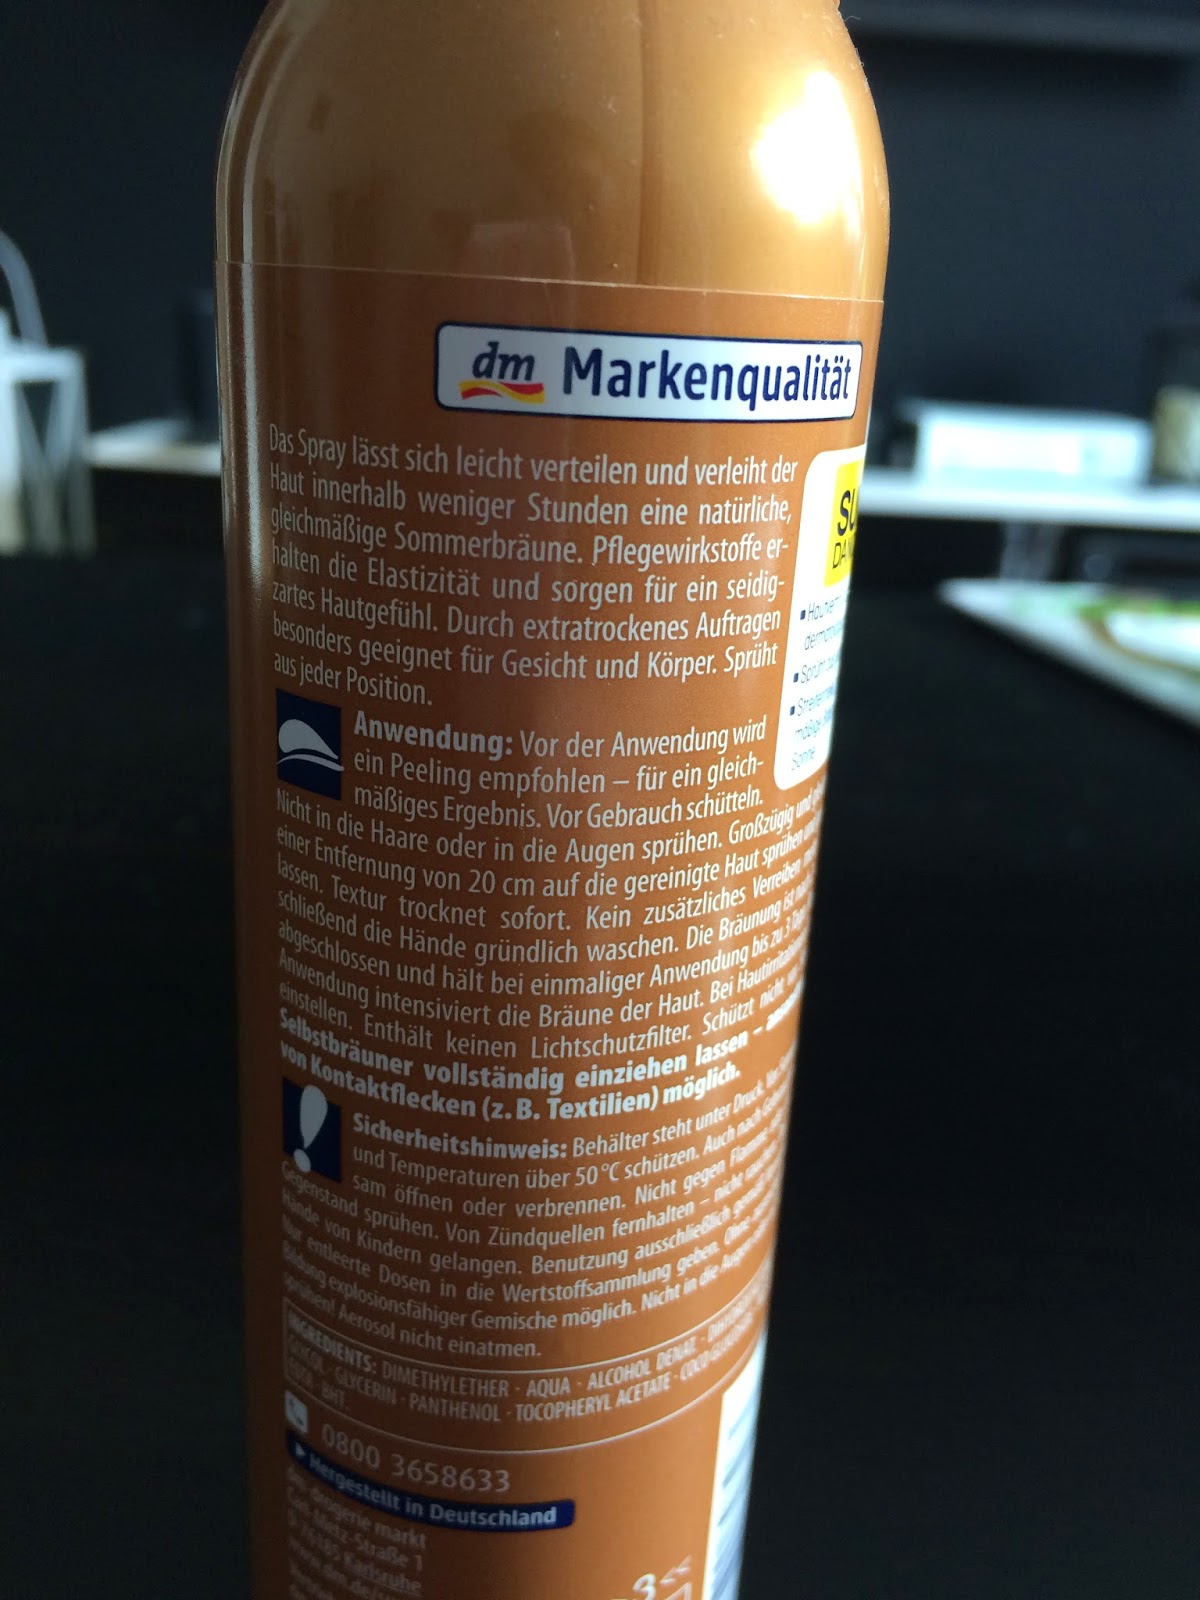 dm Markenqualität
Das Spray lässt sich leicht verteilen und verleiht der
Haut innerhalb weniger Stunden eine natürliche,
gleichmäßige Sommerbräune. Pflegewirkstoffe er-
halten die Elastizität und sorgen für ein seidig-
zartes Hautgefühl. Durch extratrockenes Auftragen
besonders geeignet für Gesicht und Körper. Sprüht
aus jeder Position.
Anwendung: Vor der Anwendung wird
ein Peeling empfohlen – für ein gleich-
mäßiges Ergebnis. Vor Gebrauch schütteln.
Nicht in die Haare oder in die Augen sprühen. Großzügig und
einer Entfernung von 20 cm auf die gereinigte Haut sprühen und
lassen. Textur trocknet sofort. Kein zusätzliches Verreiben
schließend die Hände gründlich waschen. Die Bräunung ist
abgeschlossen und hält bei einmaliger Anwendung bis zu 3
Anwendung intensiviert die Bräune der Haut. Bei
einstellen. Enthält keinen Lichtschutzfilter. Schützt nicht
Selbstbräuner vollständig einziehen lassen –
von Kontaktflecken (z. B. Textilien) möglich.
Sicherheitshinweis: Behälter steht unter Druck. Vor
und Temperaturen über 50 °C schützen. Auch nach
sam öffnen oder verbrennen. Nicht gegen Flamme
Gegenstand sprühen. Von Zündquellen fernhalten – nicht rauchen
Hände von Kindern gelangen. Benutzung ausschließlich gemäß
Nur entleerte Dosen in die Wertstoffsammlung geben. Ohne
Bildung explosionsfähiger Gemische möglich. Nicht in die Augen
sprühen! Aerosol nicht einatmen.
INGREDIENTS: DIMETHYLETHER · AQUA · ALCOHOL DENAT. ·
GLYCOL · GLYCERIN · PANTHENOL · TOCOPHERYL ACETATE ·
BHT.
0800 3658633
Hergestellt in Deutschland
drogerie markt
Carl-Metz-Straße 1
76185 Karlsruhe